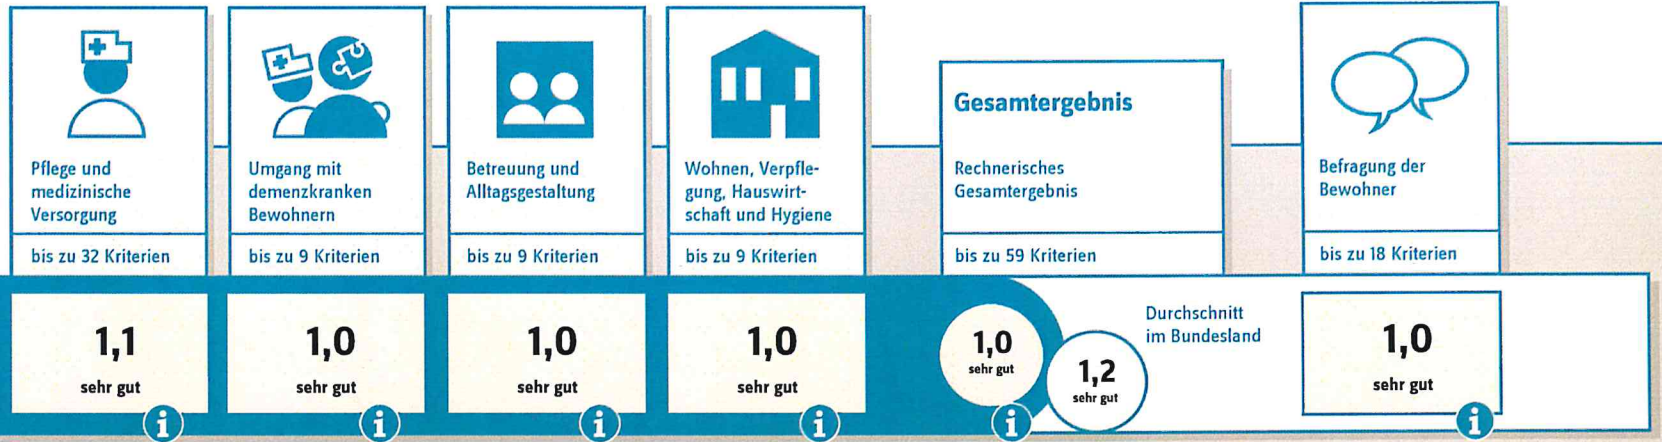 Pflege und
medizinische
Versorgung
bis zu 32 Kriterien
1,1
sehr gut
i
Umgang mit
demenzkranken
Bewohnern
bis zu 9 Kriterien
1,0
sehr gut
i
Betreuung und
Alltagsgestaltung
bis zu 9 Kriterien
1,0
sehr gut
i
Wohnen, Verpfle-
gung, Hauswirt-
schaft und Hygiene
bis zu 9 Kriterien
1,0
sehr gut
i
Gesamtergebnis
Rechnerisches
Gesamtergebnis
bis zu 59 Kriterien
1,0
sehr gut
i
1,2
sehr gut
Durchschnitt
im Bundesland
Befragung der
Bewohner
bis zu 18 Kriterien
1,0
sehr gut
i